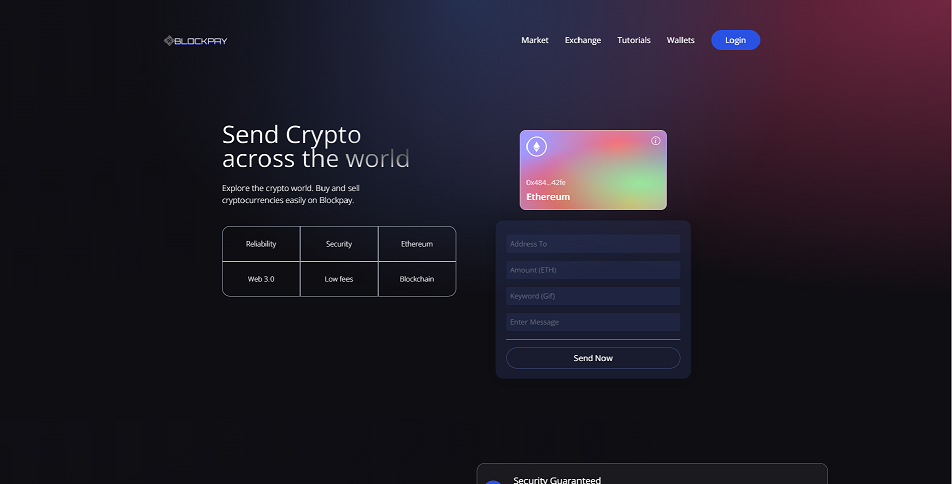 BLOCKPAY
Market
Exchange
Tutorials
Wallets
Login
Send Crypto
across the world
Explore the crypto world. Buy and sell
cryptocurrencies easily on Blockpay.
Reliability
Security
Ethereum
Web 3.0
Low fees
Blockchain
0x484...42fe
Ethereum
Address To
Amount (ETH)
Keyword (Gif)
Enter Message
Send Now
Security Guaranteed